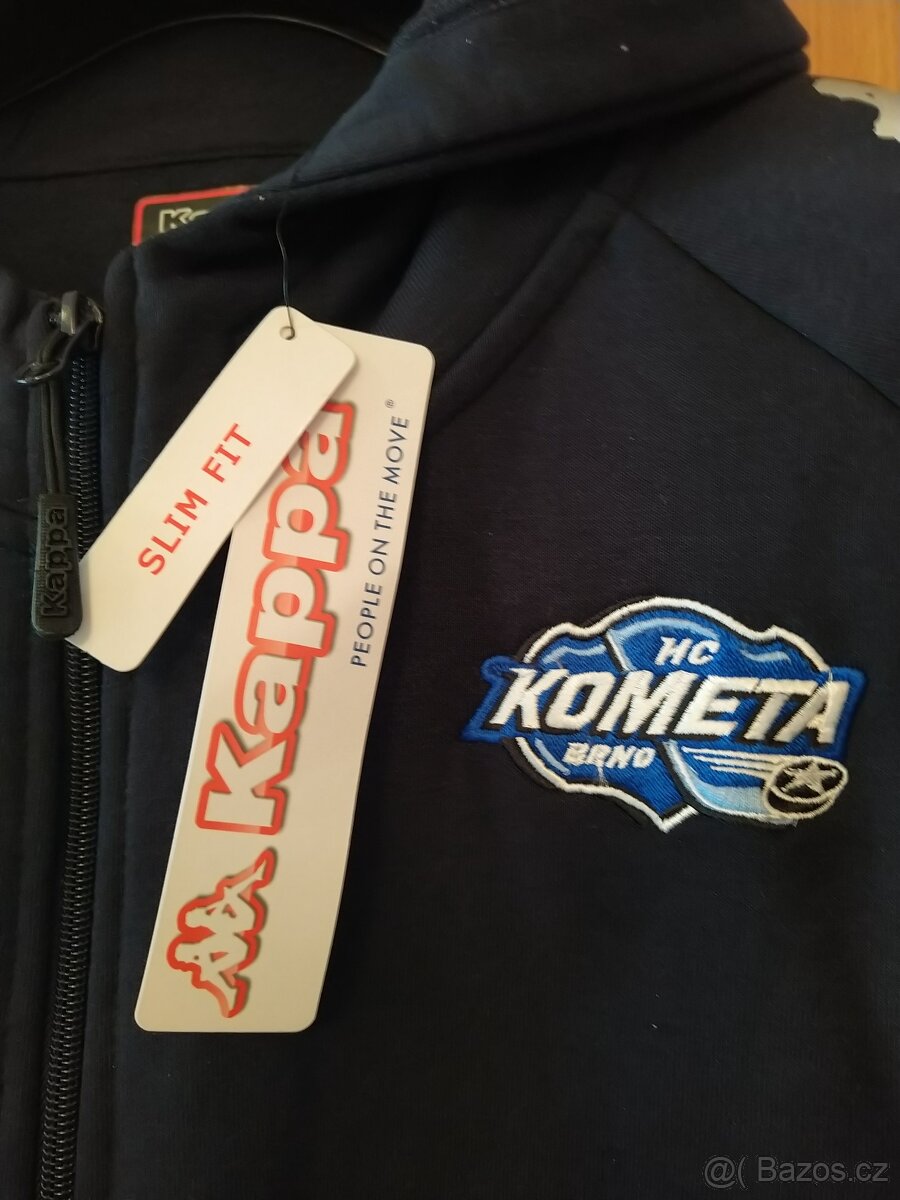 SLIM FIT
Kappa
PEOPLE ON THE MOVE®
Kappa
HC
KOMETA
BRNO
@( Bazos.cz